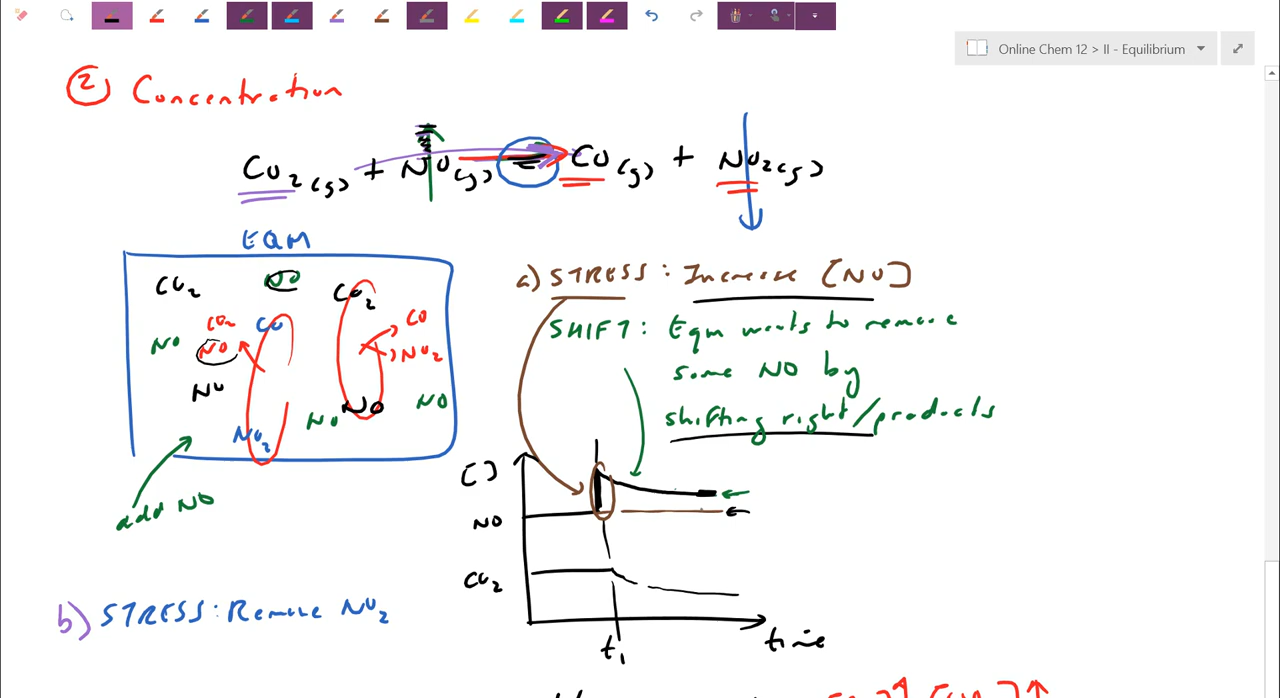 Online Chem 12 > II - Equilibrium
② Concentration
CO2(g) + NO(g) ⇌ CO(g) + NO2(g)
EQM
CO2 NO CO2
CO2 CO CO
NO NO NO2
NO NO NO
NO2 NO
add NO
a) STRESS: Increase [NO]
SHIFT: Eqm wants to remove
some NO by
shifting right/products
[ ]
NO
CO2
t1 time
b) STRESS: Remove NO2